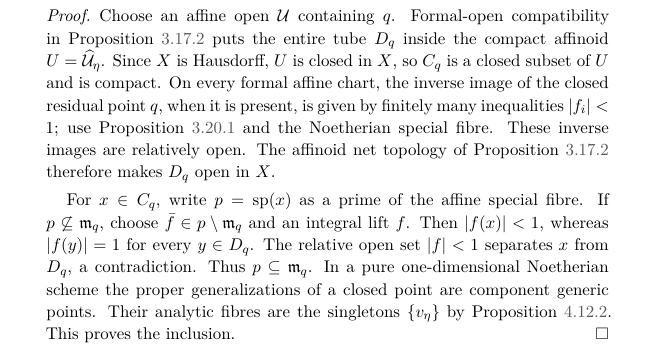 Proof. Choose an affine open 𝒰 containing q. Formal-open compatibility
in Proposition 3.17.2 puts the entire tube D_q inside the compact affinoid
U = \widehat{𝒰}_η. Since X is Hausdorff, U is closed in X, so C_q is a closed subset of U
and is compact. On every formal affine chart, the inverse image of the closed
residual point q, when it is present, is given by finitely many inequalities |f_i| <
1; use Proposition 3.20.1 and the Noetherian special fibre. These inverse
images are relatively open. The affinoid net topology of Proposition 3.17.2
therefore makes D_q open in X.
For x ∈ C_q, write p = sp(x) as a prime of the affine special fibre. If
p ⊈ 𝔪_q, choose \bar{f} ∈ p \ 𝔪_q and an integral lift f. Then |f(x)| < 1, whereas
|f(y)| = 1 for every y ∈ D_q. The relative open set |f| < 1 separates x from
D_q, a contradiction. Thus p ⊆ 𝔪_q. In a pure one-dimensional Noetherian
scheme the proper generalizations of a closed point are component generic
points. Their analytic fibres are the singletons {v_η} by Proposition 4.12.2.
This proves the inclusion. □